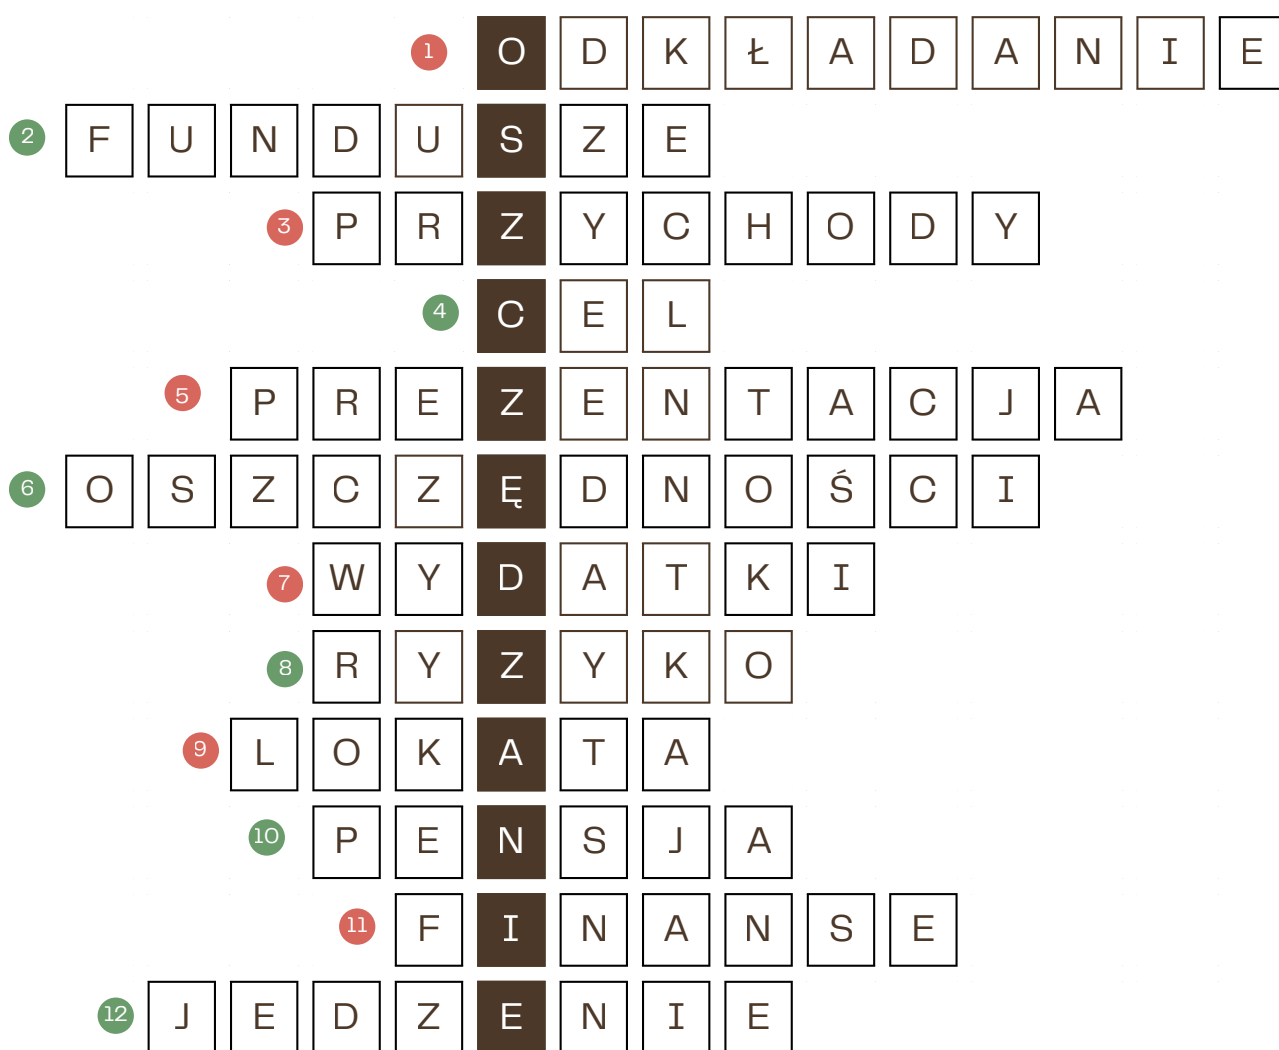 1 ODKŁADANIE
2 FUNDUSZE
3 PRZYCHODY
4 CEL
5 PREZENTACJA
6 OSZCZĘDNOŚCI
7 WYDATKI
8 RYZYKO
9 LOKATA
10 PENSJA
11 FINANSE
12 JEDZENIE